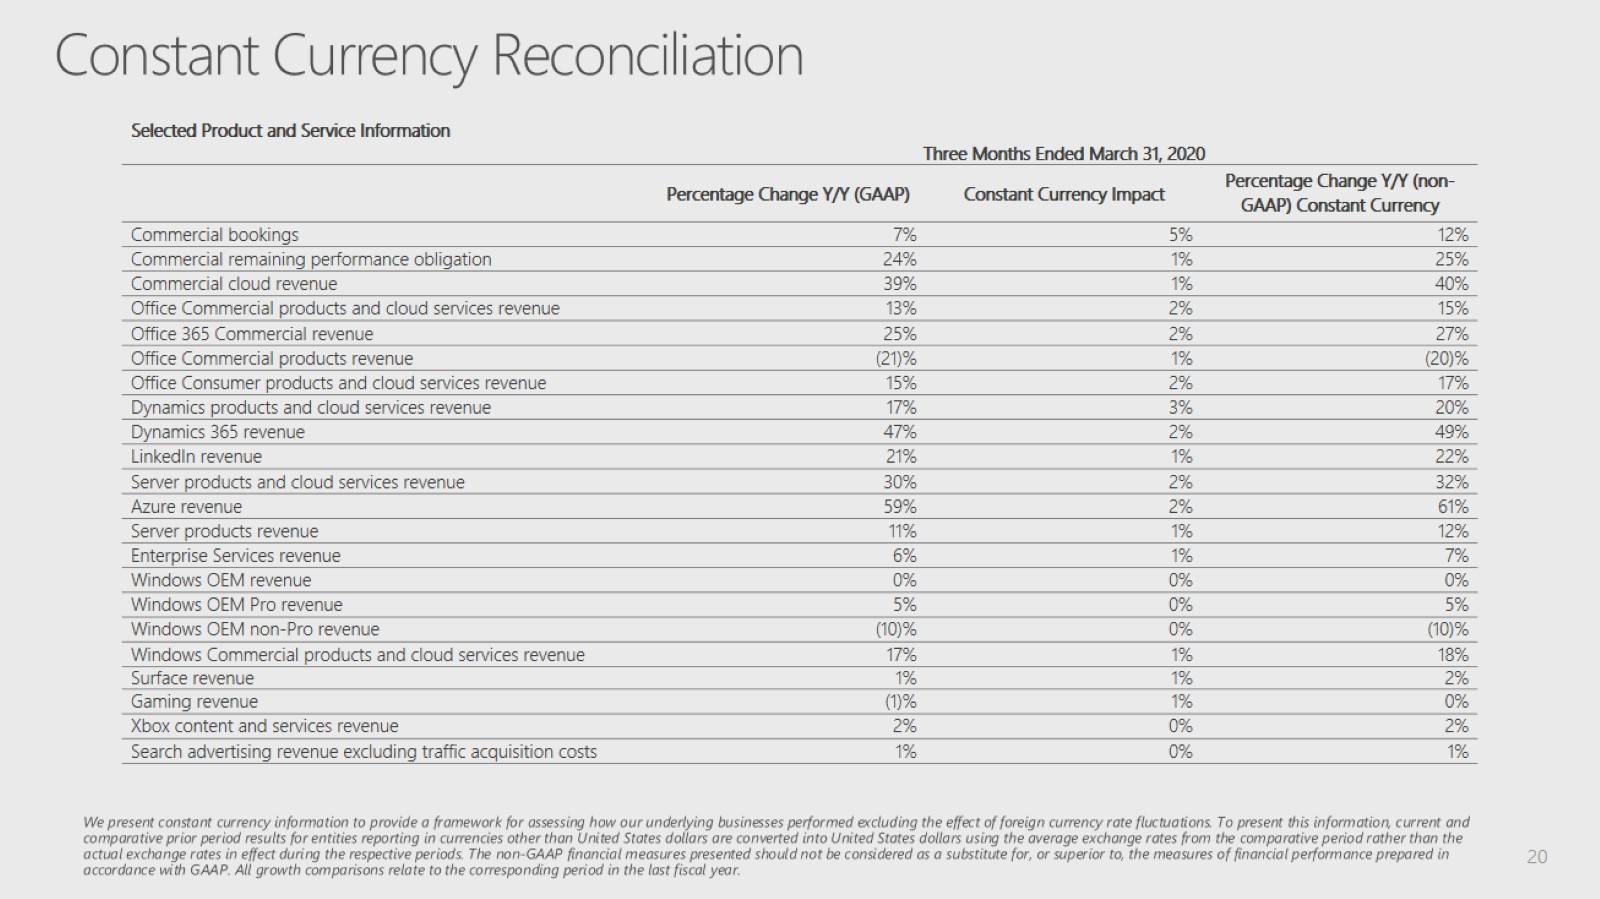 Constant Currency Reconciliation
Selected Product and Service Information
Three Months Ended March 31, 2020
Percentage Change Y/Y (GAAP) Constant Currency Impact Percentage Change Y/Y (non-
GAAP) Constant Currency
Commercial bookings 7% 5% 12%
Commercial remaining performance obligation 24% 1% 25%
Commercial cloud revenue 39% 1% 40%
Office Commercial products and cloud services revenue 13% 2% 15%
Office 365 Commercial revenue 25% 2% 27%
Office Commercial products revenue (21)% 1% (20)%
Office Consumer products and cloud services revenue 15% 2% 17%
Dynamics products and cloud services revenue 17% 3% 20%
Dynamics 365 revenue 47% 2% 49%
LinkedIn revenue 21% 1% 22%
Server products and cloud services revenue 30% 2% 32%
Azure revenue 59% 2% 61%
Server products revenue 11% 1% 12%
Enterprise Services revenue 6% 1% 7%
Windows OEM revenue 0% 0% 0%
Windows OEM Pro revenue 5% 0% 5%
Windows OEM non-Pro revenue (10)% 0% (10)%
Windows Commercial products and cloud services revenue 17% 1% 18%
Surface revenue 1% 1% 2%
Gaming revenue (1)% 1% 0%
Xbox content and services revenue 2% 0% 2%
Search advertising revenue excluding traffic acquisition costs 1% 0% 1%
We present constant currency information to provide a framework for assessing how our underlying businesses performed excluding the effect of foreign currency rate fluctuations. To present this information, current and
comparative prior period results for entities reporting in currencies other than United States dollars are converted into United States dollars using the average exchange rates from the comparative period rather than the
actual exchange rates in effect during the respective periods. The non-GAAP financial measures presented should not be considered as a substitute for, or superior to, the measures of financial performance prepared in
accordance with GAAP. All growth comparisons relate to the corresponding period in the last fiscal year.
20